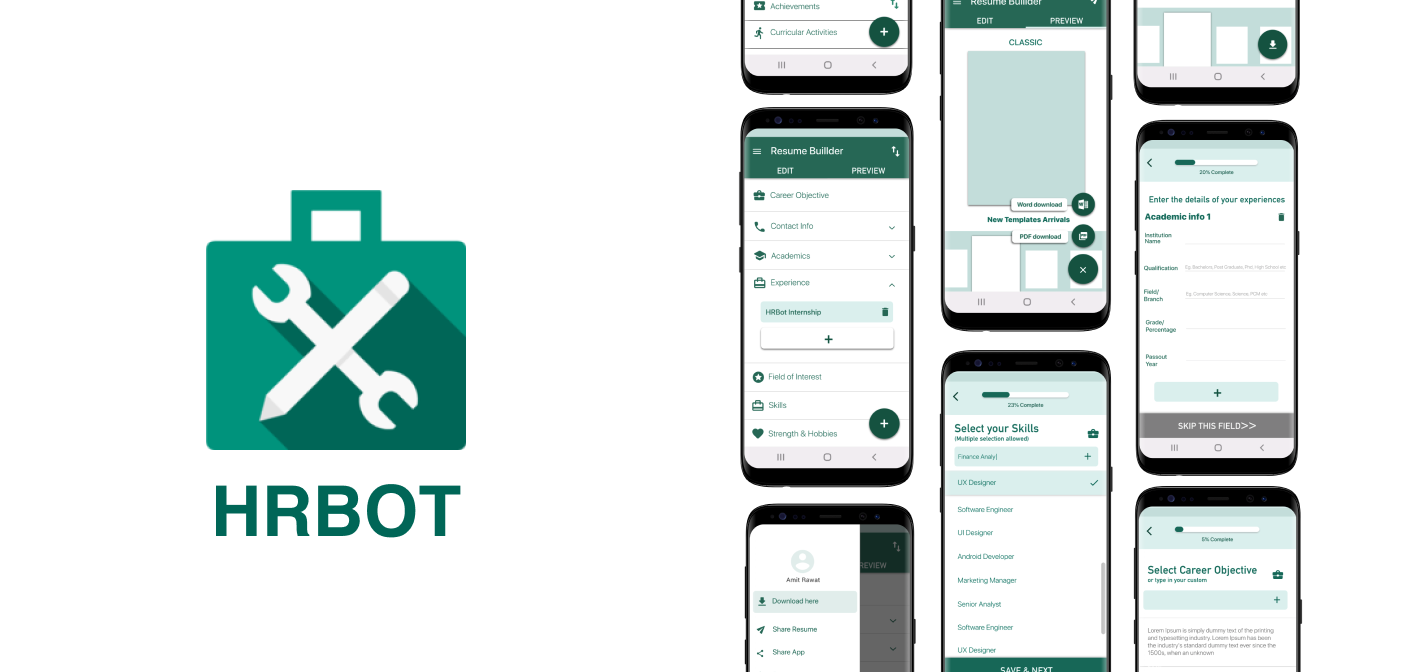 HRBOT
Achievements
Curricular Activities
Resume Builder
EDIT
PREVIEW
Career Objective
Contact Info
Academics
Experience
HRBot Internship
+
Field of Interest
Skills
Strength & Hobbies
Amit Rawat
Download here
Share Resume
Share App
REVIEW
Resume Builder
EDIT
PREVIEW
CLASSIC
Word download
New Templates Arrivals
PDF download
23% Complete
Select your Skills
(Multiple selection allowed)
Finance Analy|
UX Designer
Software Engineer
UI Designer
Android Developer
Marketing Manager
Senior Analyst
Software Engineer
UX Designer
SAVE & NEXT
20% Complete
Enter the details of your experiences
Academic info 1
Institution
Name
Qualification
Eg. Bachelors, Post Graduate, Phd, High School etc
Field/
Branch
Eg. Computer Science, Science, PCM etc
Grade/
Percentage
Passout
Year
+
SKIP THIS FIELD>>
5% Complete
Select Career Objective
or type in your custom
Lorem Ipsum is simply dummy text of the printing
and typesetting industry. Lorem Ipsum has been
the industry's standard dummy text ever since the
1500s, when an unknown